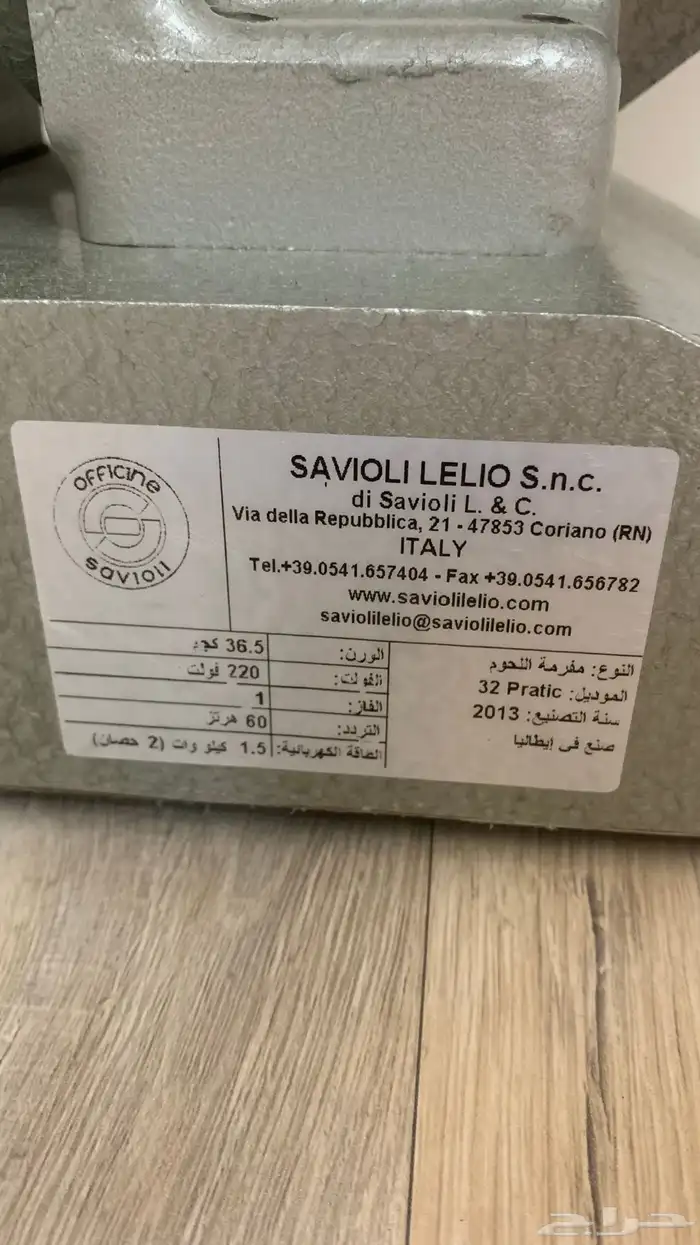 OFFICINE
SAVIOLI
SAVIOLI LELIO S.n.c.
di Savioli L. & C.
Via della Repubblica, 21 - 47853 Coriano (RN)
ITALY
Tel.+39.0541.657404 - Fax +39.0541.656782
www.saviolilelio.com
saviolilelio@saviolilelio.com
النوع: مفرمة اللحوم
الموديل: 32 Pratic
سنة التصنيع: 2013
صنع فى إيطاليا
الوزن: 36.5 كجم
الفولت: 220 فولت
الفاز: 1
التردد: 60 هرتز
الطاقة الكهربائية: 1.5 كيلو وات (2 حصان)
حراج